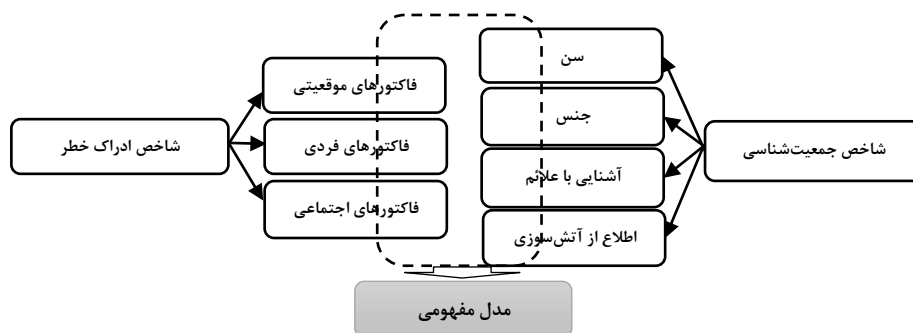 شاخص جمعیت‌شناسی
سن
جنس
آشنایی با علائم
اطلاع از آتش‌سوزی
فاکتورهای موقعیتی
فاکتورهای فردی
فاکتورهای اجتماعی
شاخص ادراک خطر
مدل مفهومی